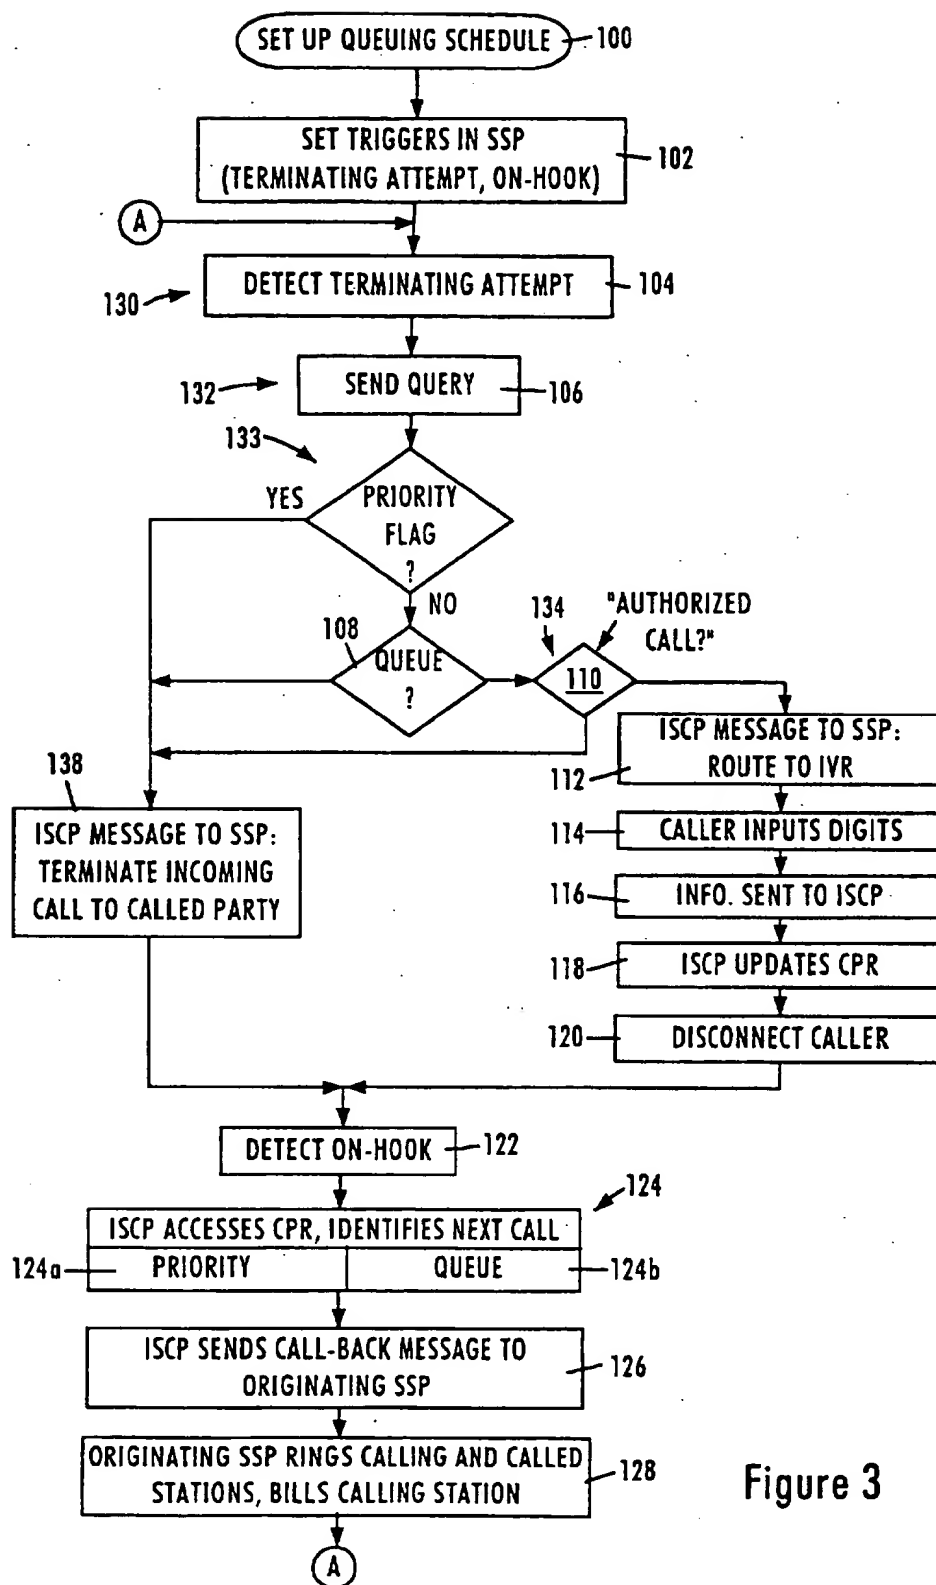 SET UP QUEUING SCHEDULE 100
SET TRIGGERS IN SSP
(TERMINATING ATTEMPT, ON-HOOK)
102
A
DETECT TERMINATING ATTEMPT 104
130
SEND QUERY 106
132
133
YES
PRIORITY
FLAG
?
NO
108
QUEUE
?
134
"AUTHORIZED
CALL?"
110
ISCP MESSAGE TO SSP:
ROUTE TO IVR
112
114
CALLER INPUTS DIGITS
116
INFO. SENT TO ISCP
118
ISCP UPDATES CPR
120
DISCONNECT CALLER
138
ISCP MESSAGE TO SSP:
TERMINATE INCOMING
CALL TO CALLED PARTY
DETECT ON-HOOK 122
124
ISCP ACCESSES CPR, IDENTIFIES NEXT CALL
124a PRIORITY QUEUE 124b
ISCP SENDS CALL-BACK MESSAGE TO
ORIGINATING SSP
126
ORIGINATING SSP RINGS CALLING AND CALLED
STATIONS, BILLS CALLING STATION
128
A
Figure 3